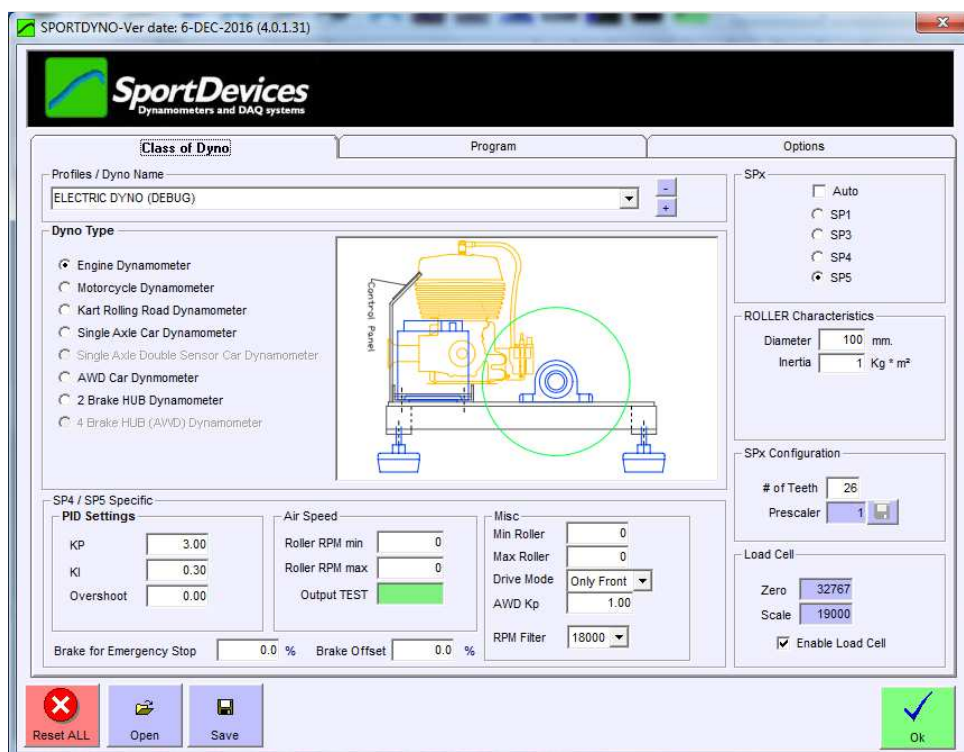 SPORTDYNO-Ver date: 6-DEC-2016 (4.0.1.31)
SportDevices
Dynamometers and DAQ systems
Class of Dyno
Program
Options
Profiles / Dyno Name
ELECTRIC DYNO (DEBUG)
-
+
Dyno Type
Engine Dynamometer
Motorcycle Dynamometer
Kart Rolling Road Dynamometer
Single Axle Car Dynamometer
Single Axle Double Sensor Car Dynamometer
AWD Car Dynmometer
2 Brake HUB Dynamometer
4 Brake HUB (AWD) Dynamometer
Control Panel
SPx
Auto
SP1
SP3
SP4
SP5
ROLLER Characteristics
Diameter 100 mm.
Inertia 1 Kg * m²
SPx Configuration
# of Teeth 26
Prescaler 1
Load Cell
Zero 32767
Scale 19000
Enable Load Cell
SP4 / SP5 Specific
PID Settings
KP 3.00
KI 0.30
Overshoot 0.00
Air Speed
Roller RPM min 0
Roller RPM max 0
Output TEST
Misc
Min Roller 0
Max Roller 0
Drive Mode Only Front
AWD Kp 1.00
RPM Filter 18000
Brake for Emergency Stop 0.0 % Brake Offset 0.0 %
Reset ALL
Open
Save
Ok